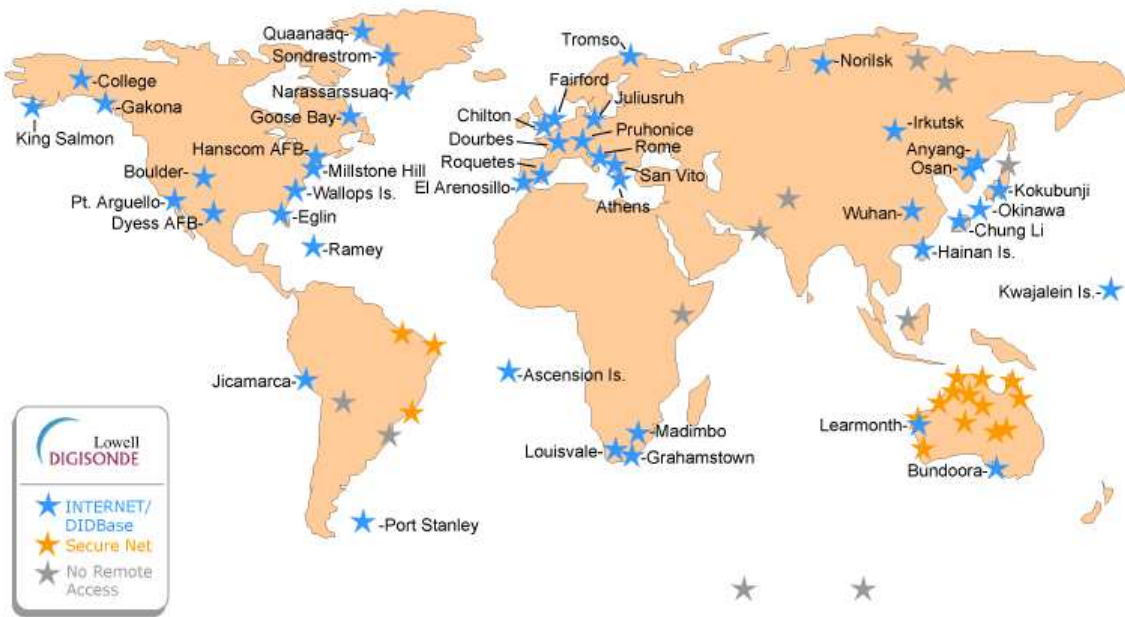 Quaanaaq-
Sondrestrom-
Narassarssuaq-
Goose Bay-
-College
-Gakona
King Salmon
Hanscom AFB-
-Millstone Hill
Boulder-
-Wallops Is.
Pt. Arguello-
Dyess AFB-
-Eglin
-Ramey
Jicamarca-
-Port Stanley
Tromso
Fairford
Juliusruh
Chilton
Dourbes
Pruhonice
Rome
Roquetes
San Vito
El Arenosillo
Athens
-Ascension Is.
-Madimbo
Louisvale-
-Grahamstown
-Norilsk
-Irkutsk
Anyang-
Osan-
-Kokubunji
Wuhan-
-Okinawa
-Chung Li
-Hainan Is.
Kwajalein Is.-
Learmonth-
Bundoora-
Lowell
DIGISONDE
INTERNET/
DIDBase
Secure Net
No Remote
Access